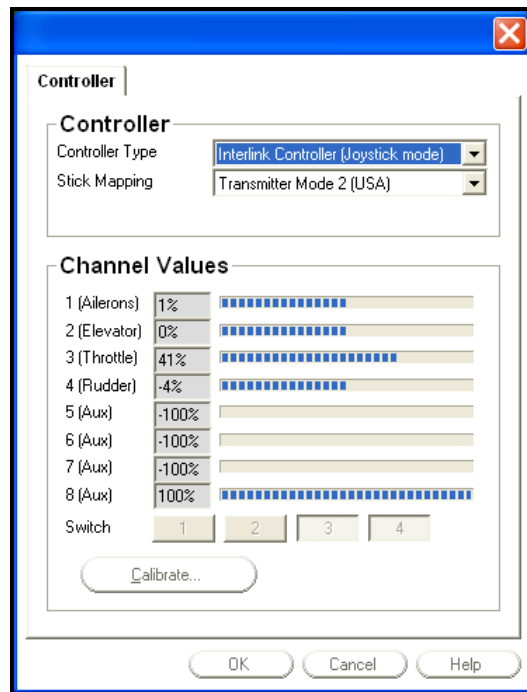 Controller
Controller
Controller Type Interlink Controller (Joystick mode)
Stick Mapping Transmitter Mode 2 (USA)
Channel Values
1 (Ailerons) 1%
2 (Elevator) 0%
3 (Throttle) 41%
4 (Rudder) -4%
5 (Aux) -100%
6 (Aux) -100%
7 (Aux) -100%
8 (Aux) 100%
Switch 1 2 3 4
Calibrate...
OK Cancel Help